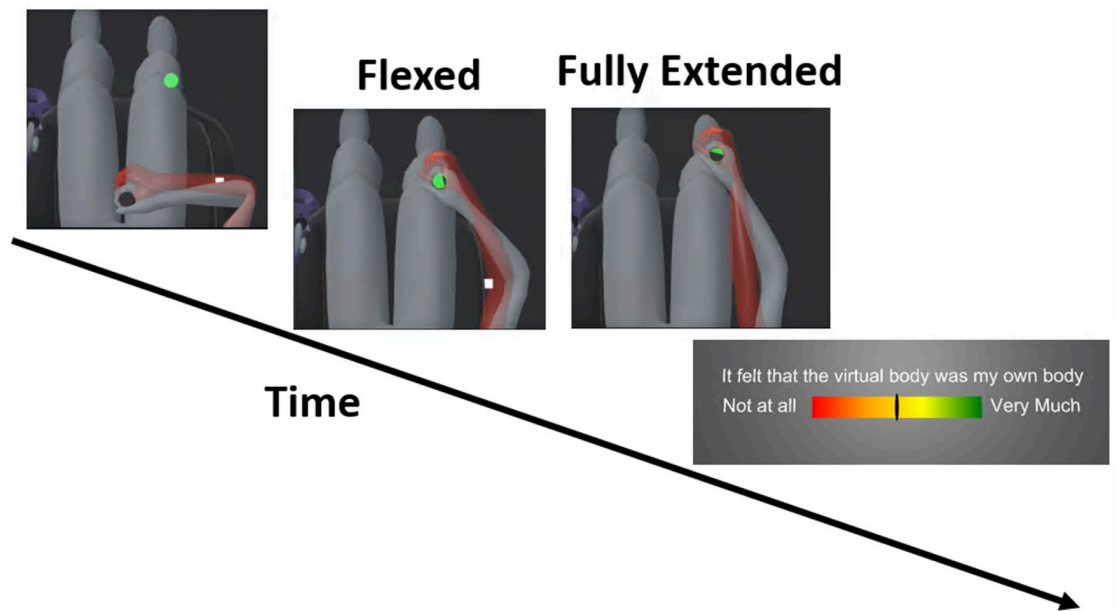 Flexed
Fully Extended
Time
It felt that the virtual body was my own body
Not at all
Very Much